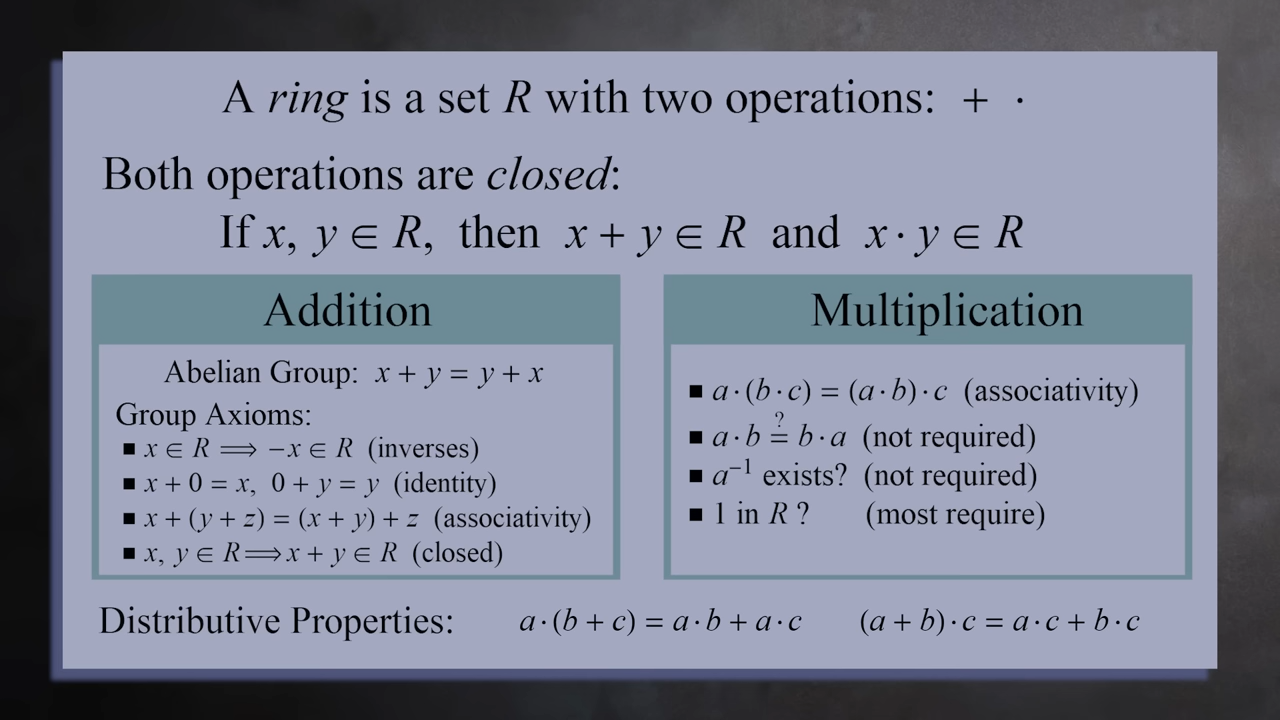 A ring is a set R with two operations: + ·
Both operations are closed:
If x, y ∈ R, then x + y ∈ R and x · y ∈ R
Addition
Abelian Group: x + y = y + x
Group Axioms:
■ x ∈ R ⟹ −x ∈ R (inverses)
■ x + 0 = x, 0 + y = y (identity)
■ x + (y + z) = (x + y) + z (associativity)
■ x, y ∈ R ⟹ x + y ∈ R (closed)
Multiplication
■ a · (b · c) = (a · b) · c (associativity)
■ a · b ≟ b · a (not required)
■ a⁻¹ exists? (not required)
■ 1 in R ? (most require)
Distributive Properties: a · (b + c) = a · b + a · c (a + b) · c = a · c + b · c